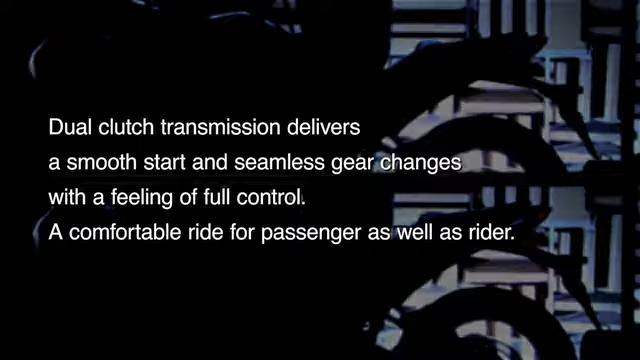 Dual clutch transmission delivers
a smooth start and seamless gear changes
with a feeling of full control.
A comfortable ride for passenger as well as rider.